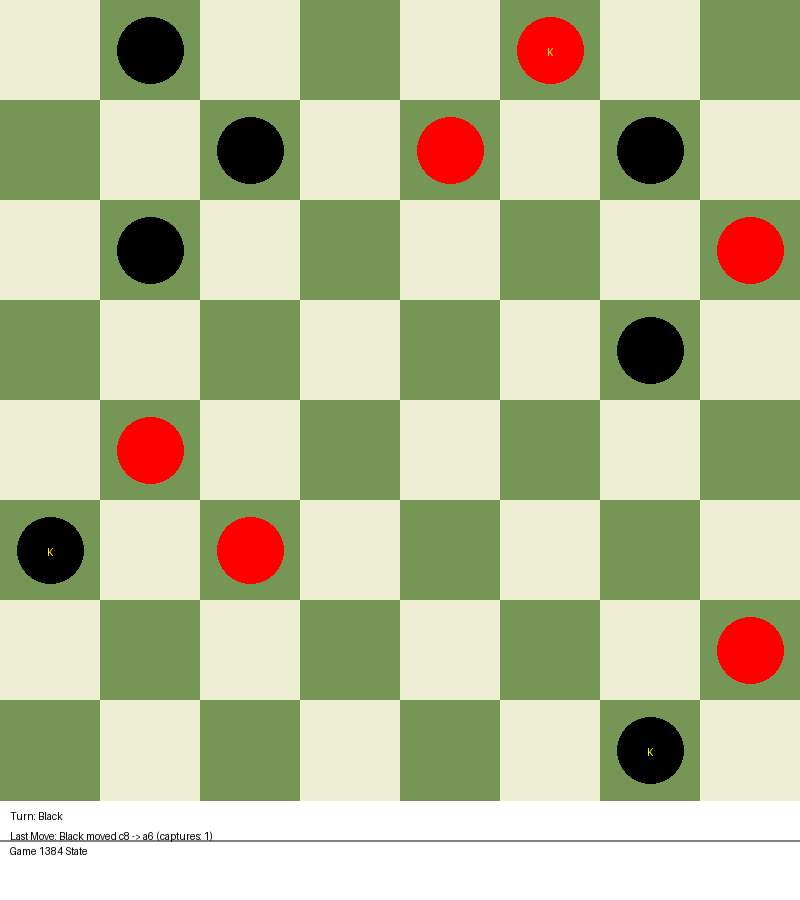 K
K
K
Turn: Black
Last Move: Black moved c8 -> a6 (captures: 1)
Game 1384 State